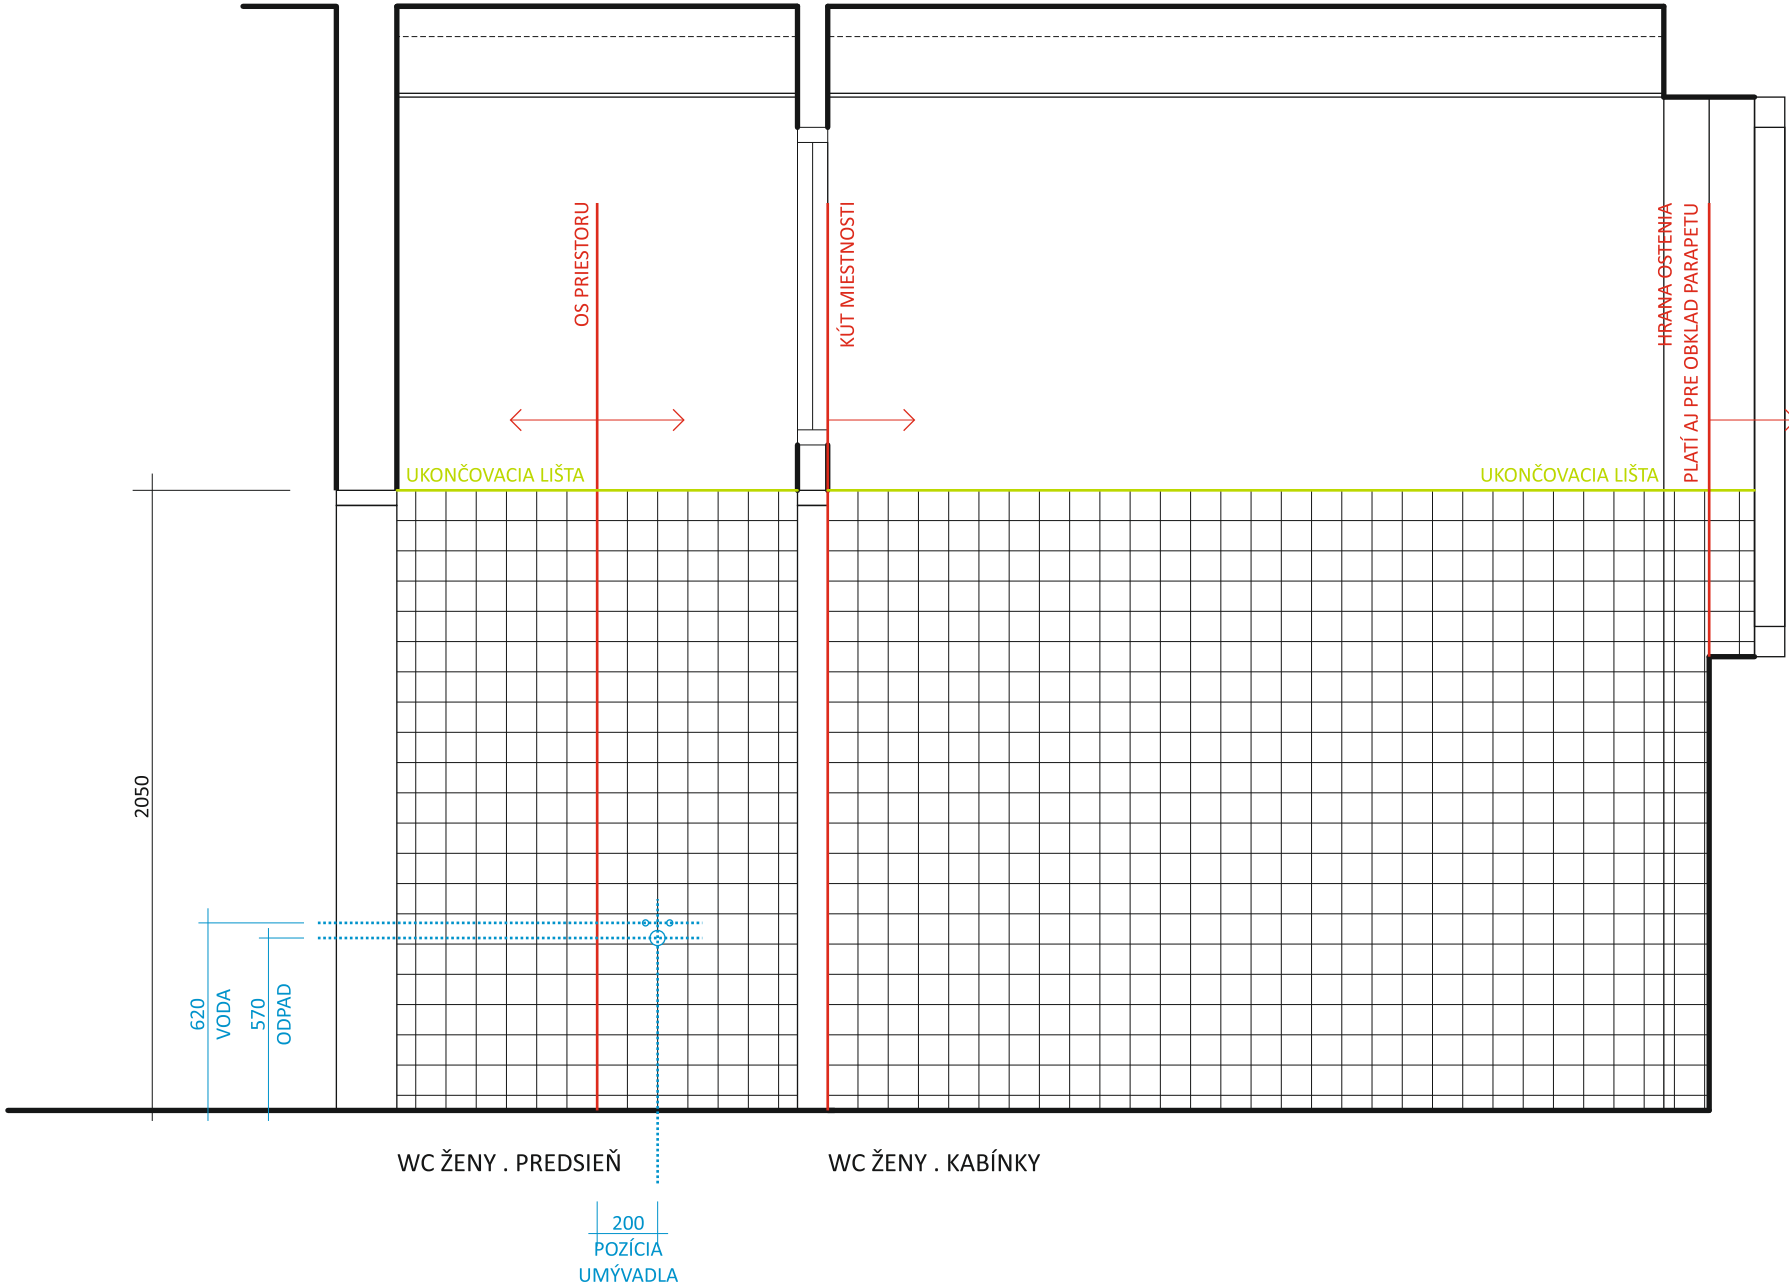 OS PRIESTORU
KÚT MIESTNOSTI
HRANA OSTENIA
PLATÍ AJ PRE OBKLAD PARAPETU
UKONČOVACIA LIŠTA
UKONČOVACIA LIŠTA
2050
620
VODA
570
ODPAD
WC ŽENY . PREDSIEŇ
WC ŽENY . KABÍNKY
200
POZÍCIA
UMÝVADLA